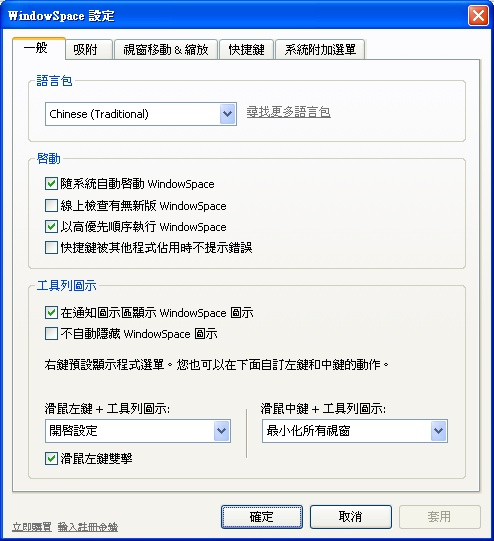 WindowSpace 設定
一般
吸附
視窗移動 & 縮放
快捷鍵
系統附加選單
語言包
Chinese (Traditional)
尋找更多語言包
啓動
隨系統自動啓動 WindowSpace
線上檢查有無新版 WindowSpace
以高優先順序執行 WindowSpace
快捷鍵被其他程式佔用時不提示錯誤
工具列圖示
在通知圖示區顯示 WindowSpace 圖示
不自動隱藏 WindowSpace 圖示
右鍵預設顯示程式選單。您也可以在下面自訂左鍵和中鍵的動作。
滑鼠左鍵 + 工具列圖示:
滑鼠中鍵 + 工具列圖示:
開啓設定
最小化所有視窗
滑鼠左鍵雙擊
立即購買
輸入註冊金鑰
確定
取消
套用